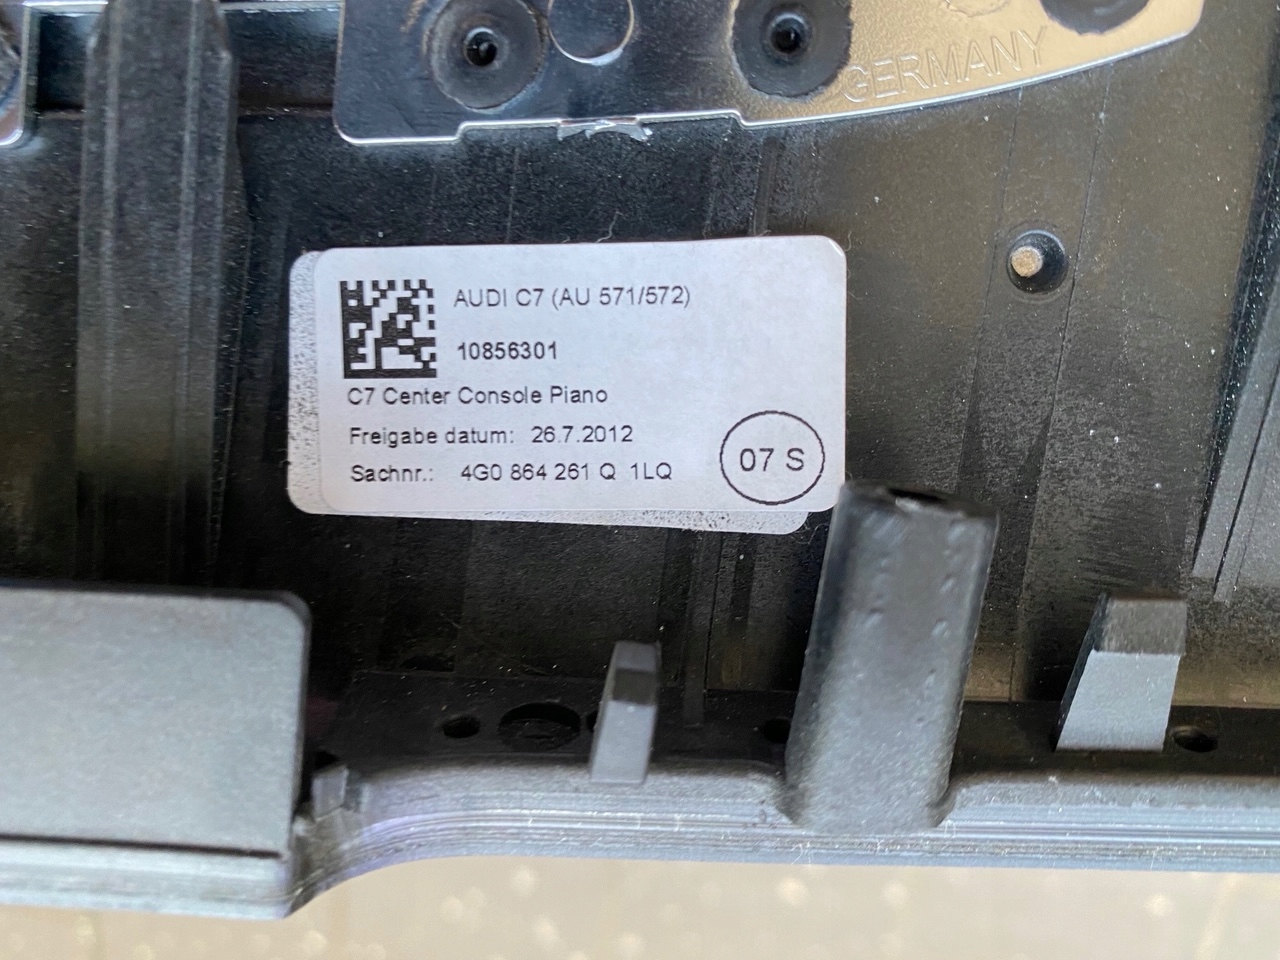 GERMANY
AUDI C7 (AU 571/572)
10856301
C7 Center Console Piano
Freigabe datum: 26.7.2012
Sachnr.: 4G0 864 261 Q 1LQ
07 S